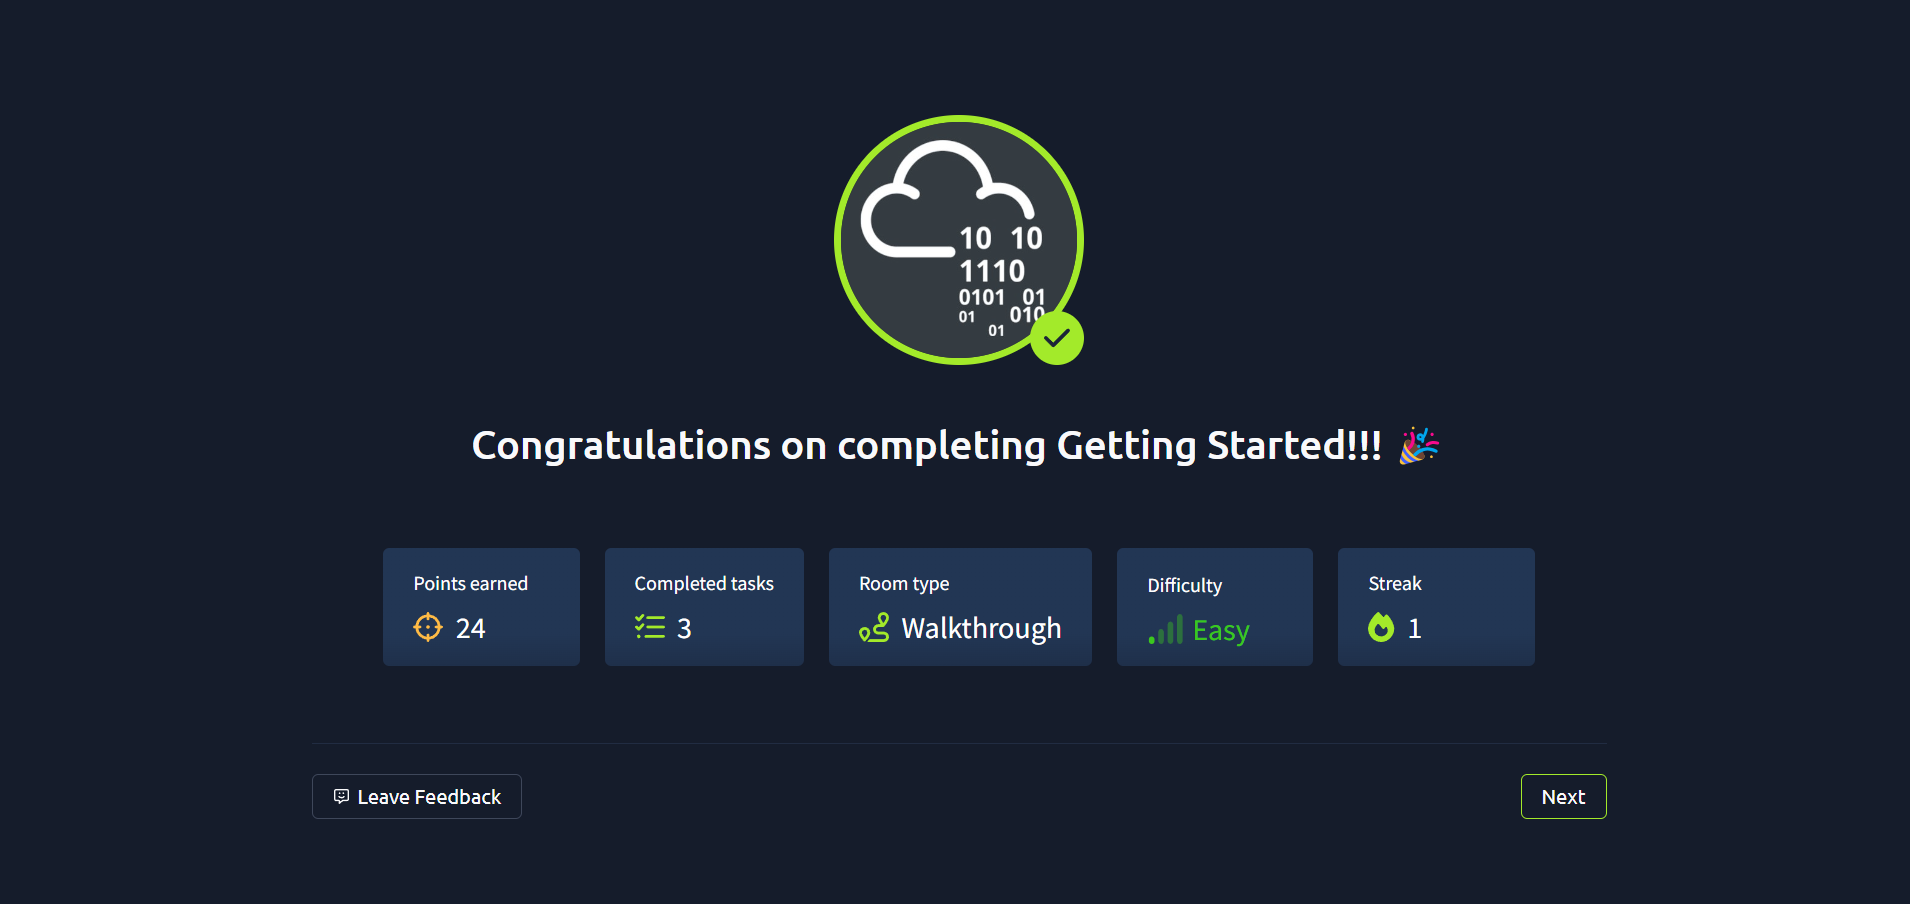 10 10
1110
0101 01
01 010
01
Congratulations on completing Getting Started!!! 🎉
Points earned
24
Completed tasks
3
Room type
Walkthrough
Difficulty
Easy
Streak
1
Leave Feedback
Next